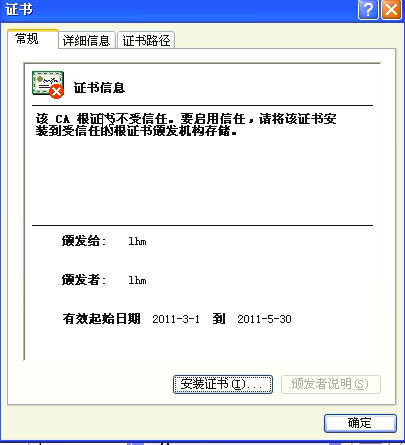 证书
常规 详细信息 证书路径
证书信息
该 CA 根证书不受信任。要启用信任，请将该证书安
装到受信任的根证书颁发机构存储。
颁发给: lhm
颁发者: lhm
有效起始日期 2011-3-1 到 2011-5-30
安装证书(I)... 颁发者说明(S)
确定